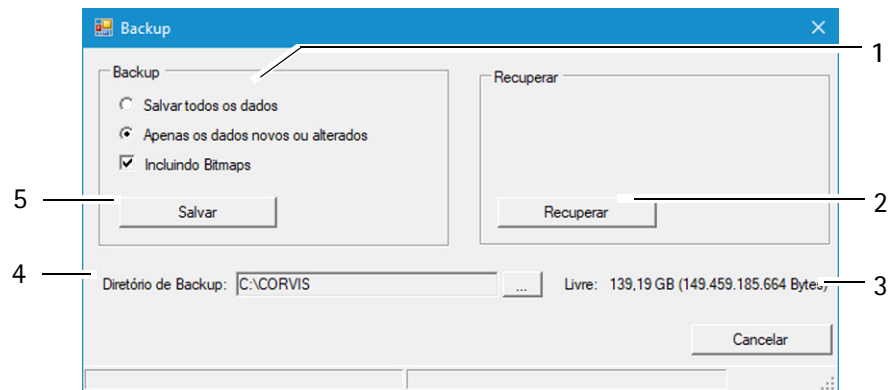 Backup
1
Backup
Recuperar
Salvar todos os dados
Apenas os dados novos ou alterados
Incluindo Bitmaps
5
Salvar
Recuperar
2
4
Diretório de Backup: C:\CORVIS ... Livre: 139,19 GB (149.459.185.664 Bytes)
3
Cancelar